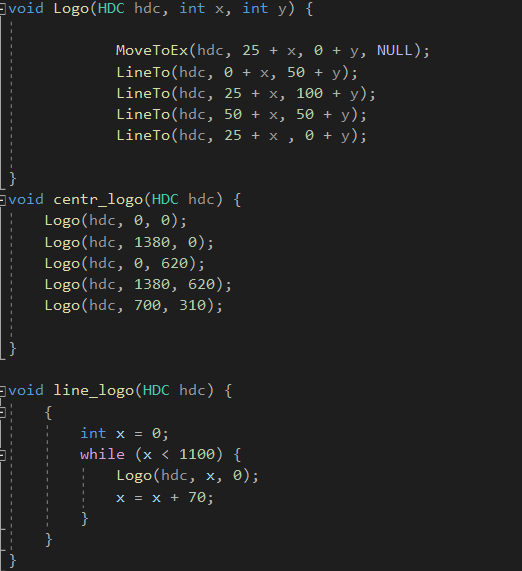 void Logo(HDC hdc, int x, int y) {
MoveToEx(hdc, 25 + x, 0 + y, NULL);
LineTo(hdc, 0 + x, 50 + y);
LineTo(hdc, 25 + x, 100 + y);
LineTo(hdc, 50 + x, 50 + y);
LineTo(hdc, 25 + x , 0 + y);
}
void centr_logo(HDC hdc) {
Logo(hdc, 0, 0);
Logo(hdc, 1380, 0);
Logo(hdc, 0, 620);
Logo(hdc, 1380, 620);
Logo(hdc, 700, 310);
}
void line_logo(HDC hdc) {
{
int x = 0;
while (x < 1100) {
Logo(hdc, x, 0);
x = x + 70;
}
}
}